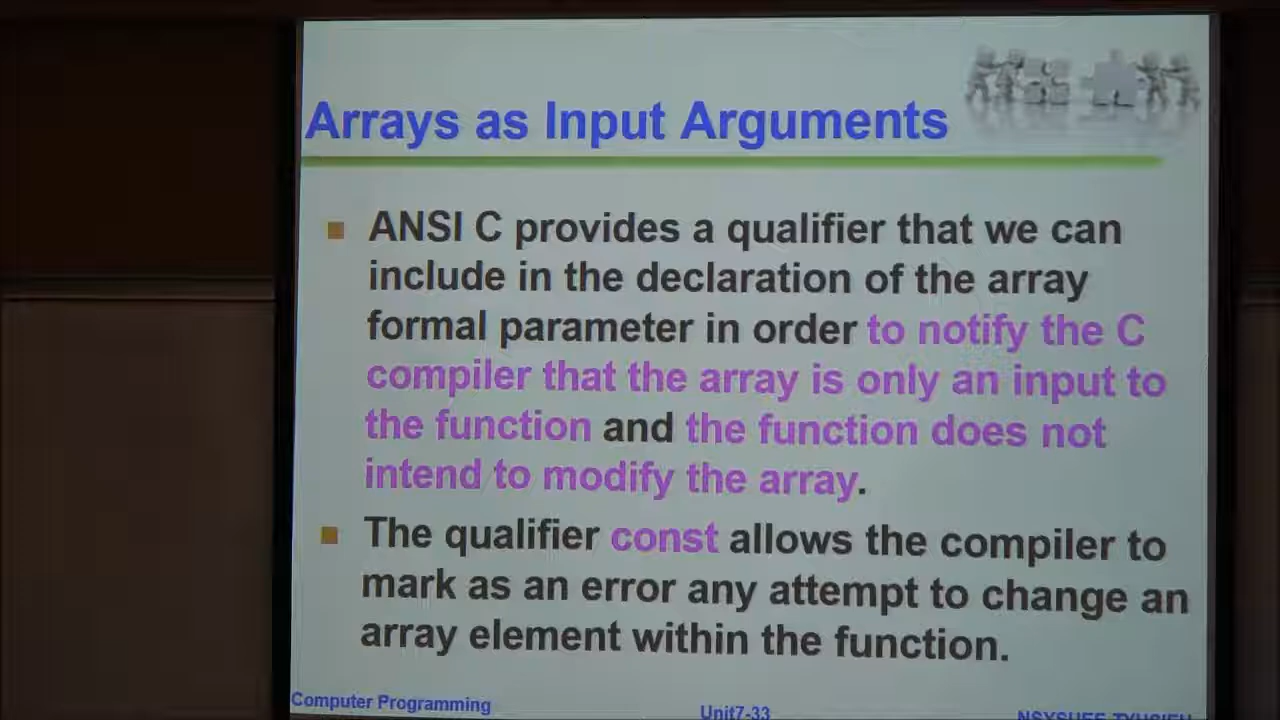 Arrays as Input Arguments
ANSI C provides a qualifier that we can
include in the declaration of the array
formal parameter in order to notify the C
compiler that the array is only an input to
the function and the function does not
intend to modify the array.
The qualifier const allows the compiler to
mark as an error any attempt to change an
array element within the function.
Computer Programming
Unit7-33